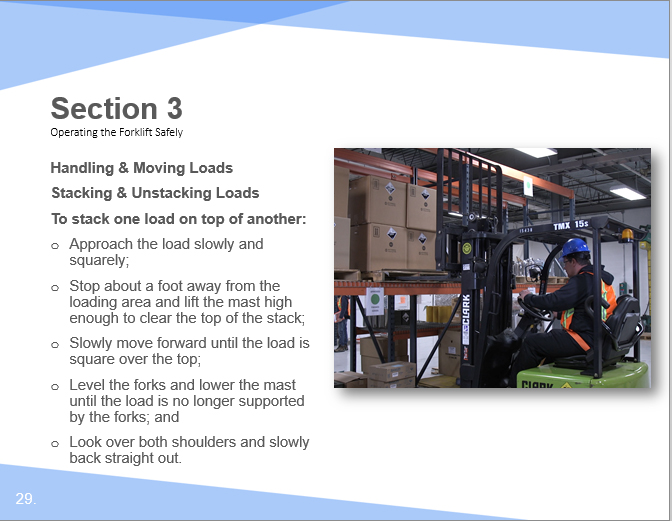 Section 3
Operating the Forklift Safely
Handling & Moving Loads
Stacking & Unstacking Loads
To stack one load on top of another:
o Approach the load slowly and
squarely;
o Stop about a foot away from the
loading area and lift the mast high
enough to clear the top of the stack;
o Slowly move forward until the load is
square over the top;
o Level the forks and lower the mast
until the load is no longer supported
by the forks; and
o Look over both shoulders and slowly
back straight out.
TMX 15s
CLARK
CLARK
29.